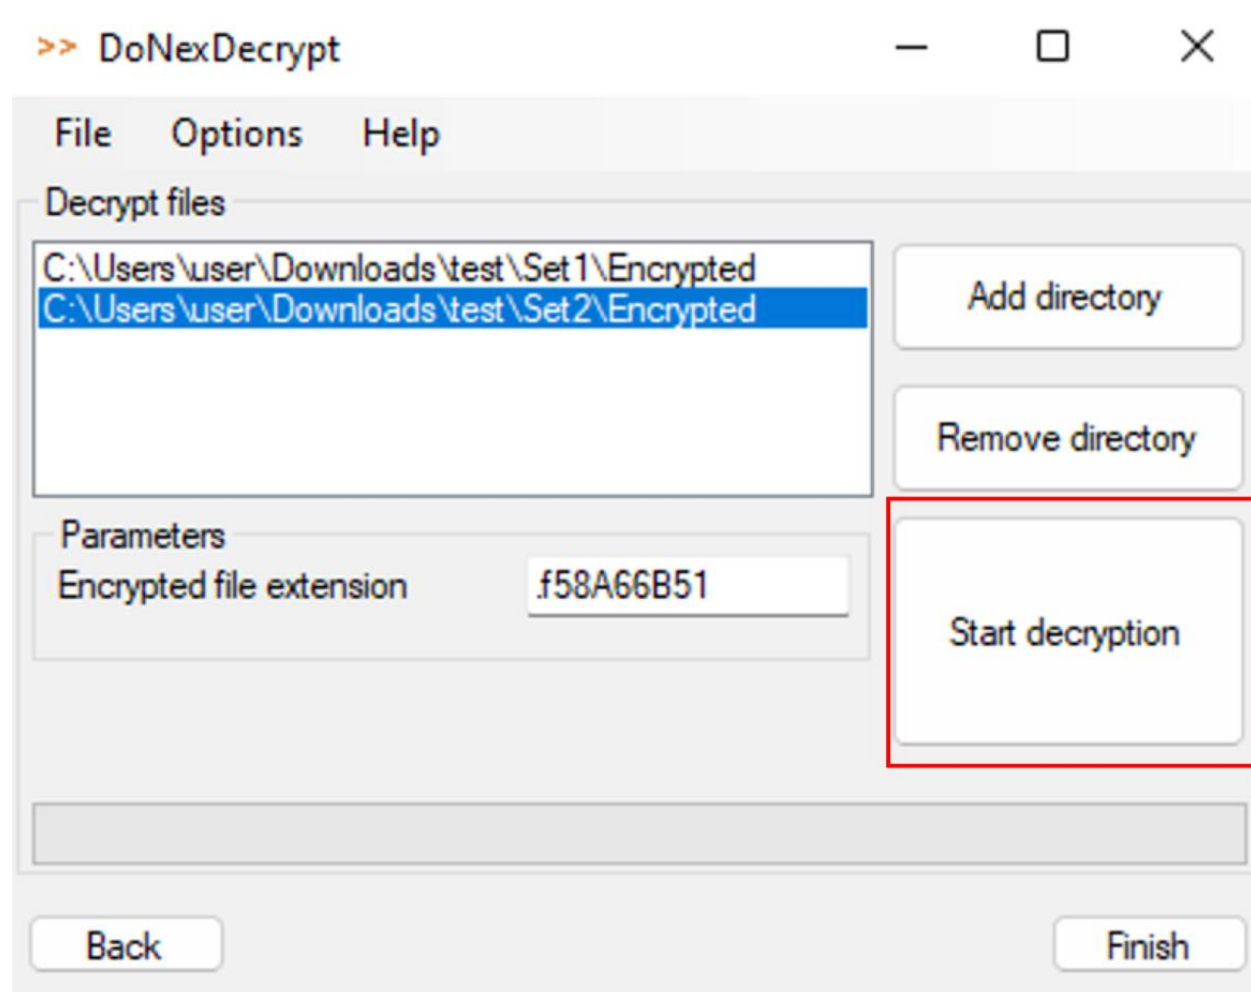 >> DoNexDecrypt
File Options Help
Decrypt files
C:\Users\user\Downloads\test\Set1\Encrypted
C:\Users\user\Downloads\test\Set2\Encrypted
Add directory
Remove directory
Parameters
Encrypted file extension .f58A66B51
Start decryption
Back Finish